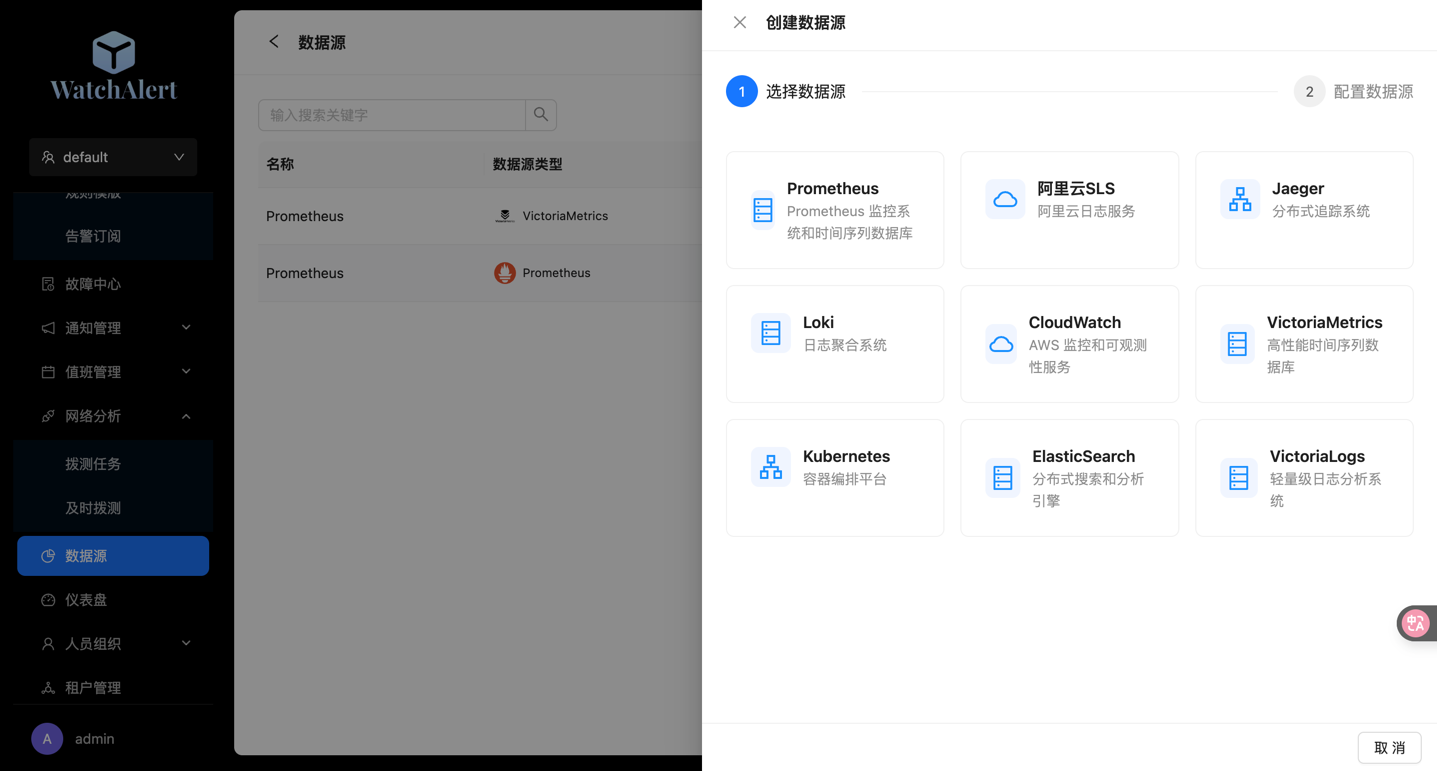 WatchAlert
default
规则模版
告警订阅
故障中心
通知管理
值班管理
网络分析
拨测任务
及时拨测
数据源
仪表盘
人员组织
租户管理
A
admin
数据源
输入搜索关键字
名称
数据源类型
Prometheus
VictoriaMetrics
Prometheus
Prometheus
创建数据源
1
选择数据源
2
配置数据源
Prometheus
Prometheus 监控系
统和时间序列数据库
阿里云SLS
阿里云日志服务
Jaeger
分布式追踪系统
Loki
日志聚合系统
CloudWatch
AWS 监控和可观测
性服务
VictoriaMetrics
高性能时间序列数
据库
Kubernetes
容器编排平台
ElasticSearch
分布式搜索和分析
引擎
VictoriaLogs
轻量级日志分析系
统
取 消